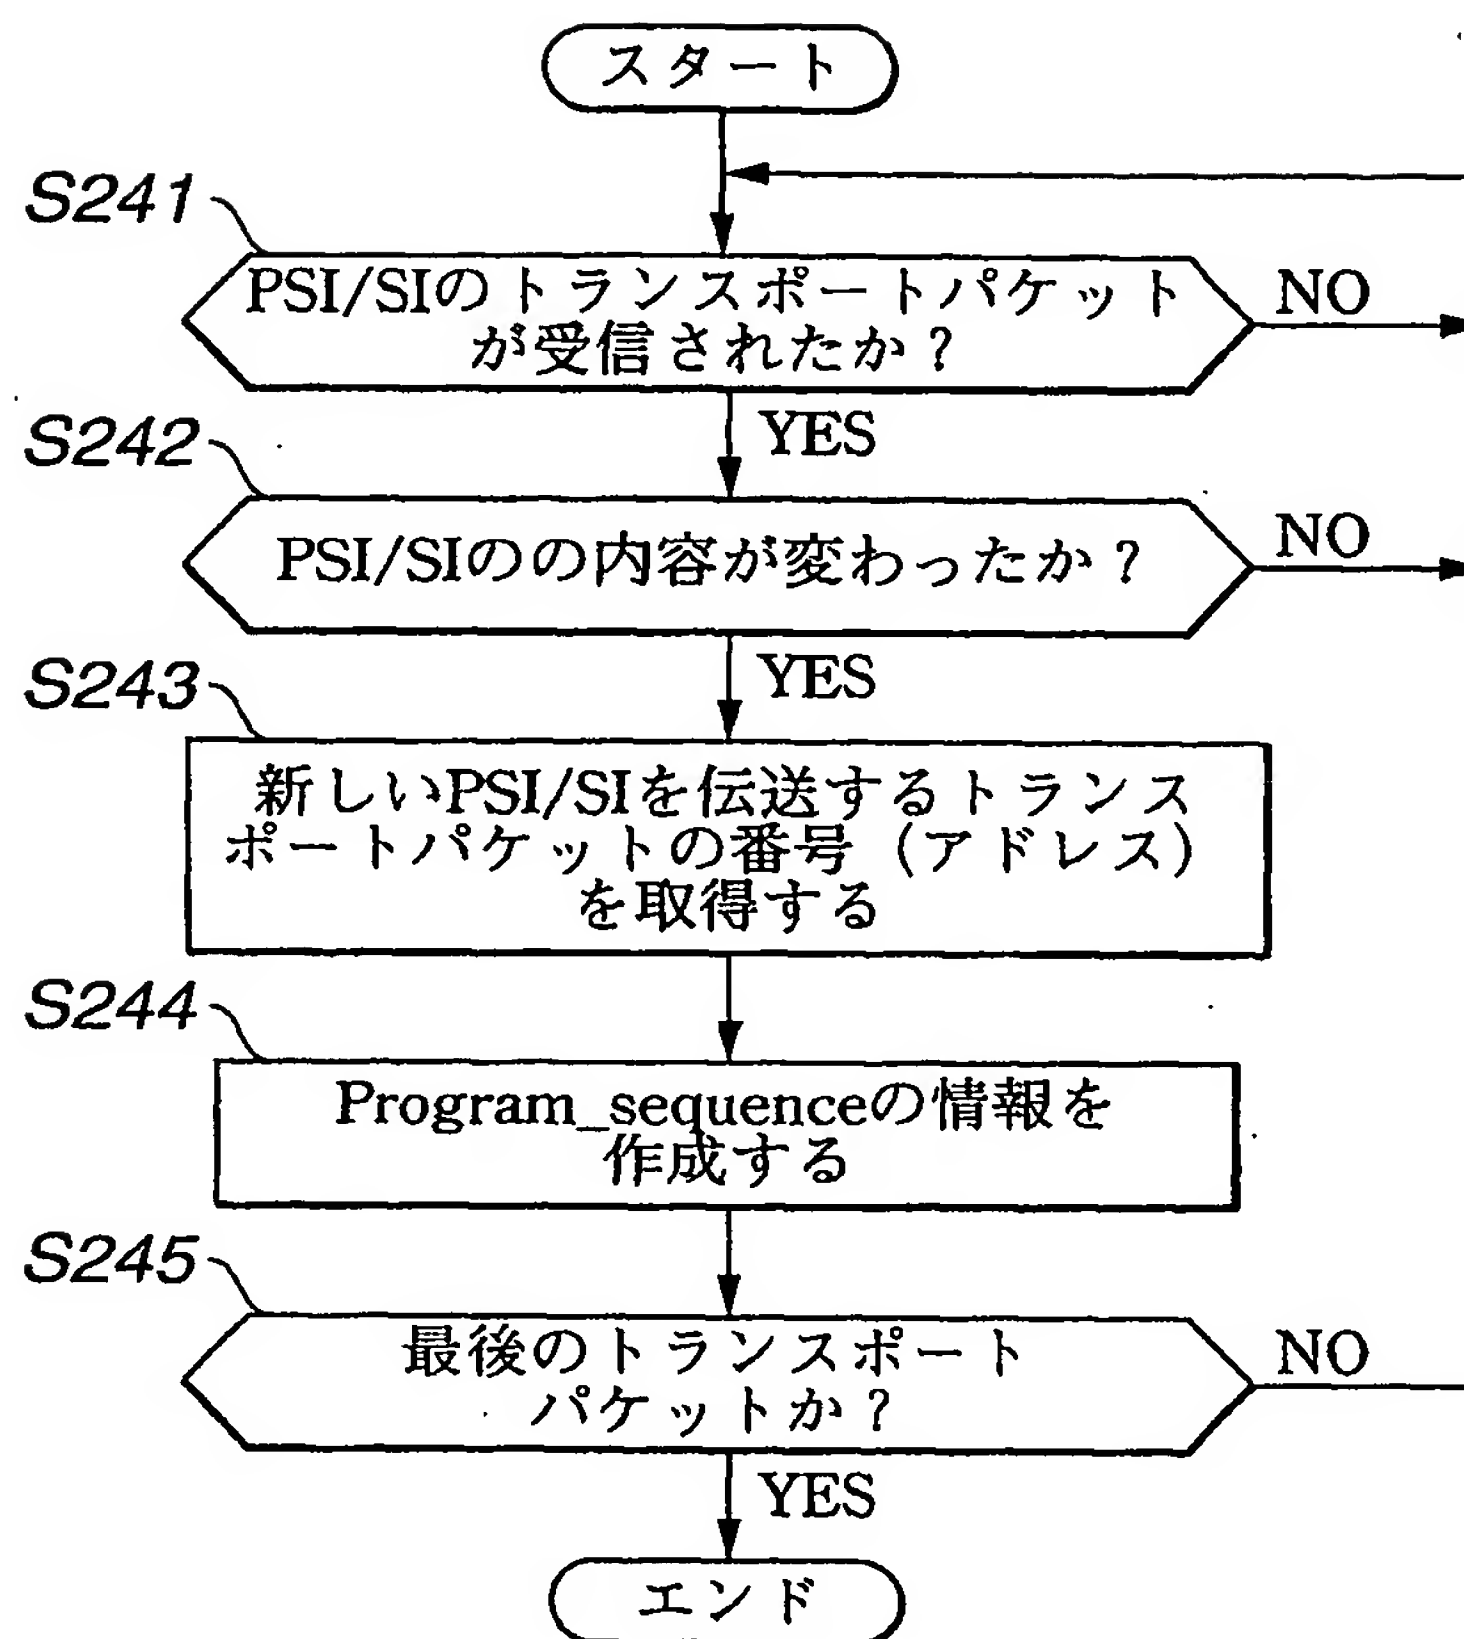 スタート
S241
PSI/SIのトランスポートパケット
が受信されたか？
NO
YES
S242
PSI/SIのの内容が変わったか？
NO
YES
S243
新しいPSI/SIを伝送するトランス
ポートパケットの番号（アドレス）
を取得する
S244
Program_sequenceの情報を
作成する
S245
最後のトランスポート
パケットか？
NO
YES
エンド